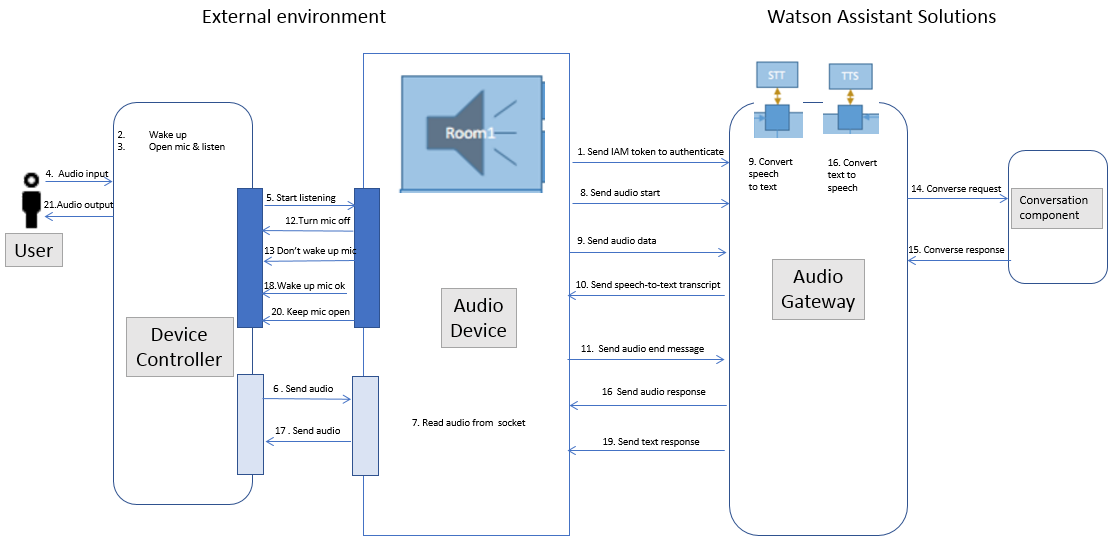 External environment
Watson Assistant Solutions
STT
TTS
Room1
2. Wake up
3. Open mic & listen
4. Audio input
21.Audio output
User
Device
Controller
5. Start listening
12.Turn mic off
13 Don't wake up mic
18.Wake up mic ok
20. Keep mic open
6 . Send audio
17 . Send audio
Audio
Device
7. Read audio from socket
1. Send IAM token to authenticate
8. Send audio start
9. Send audio data
10. Send speech-to-text transcript
11. Send audio end message
16 Send audio response
19. Send text response
9. Convert
speech
to text
16. Convert
text to
speech
Audio
Gateway
14. Converse request
15. Converse response
Conversation
component